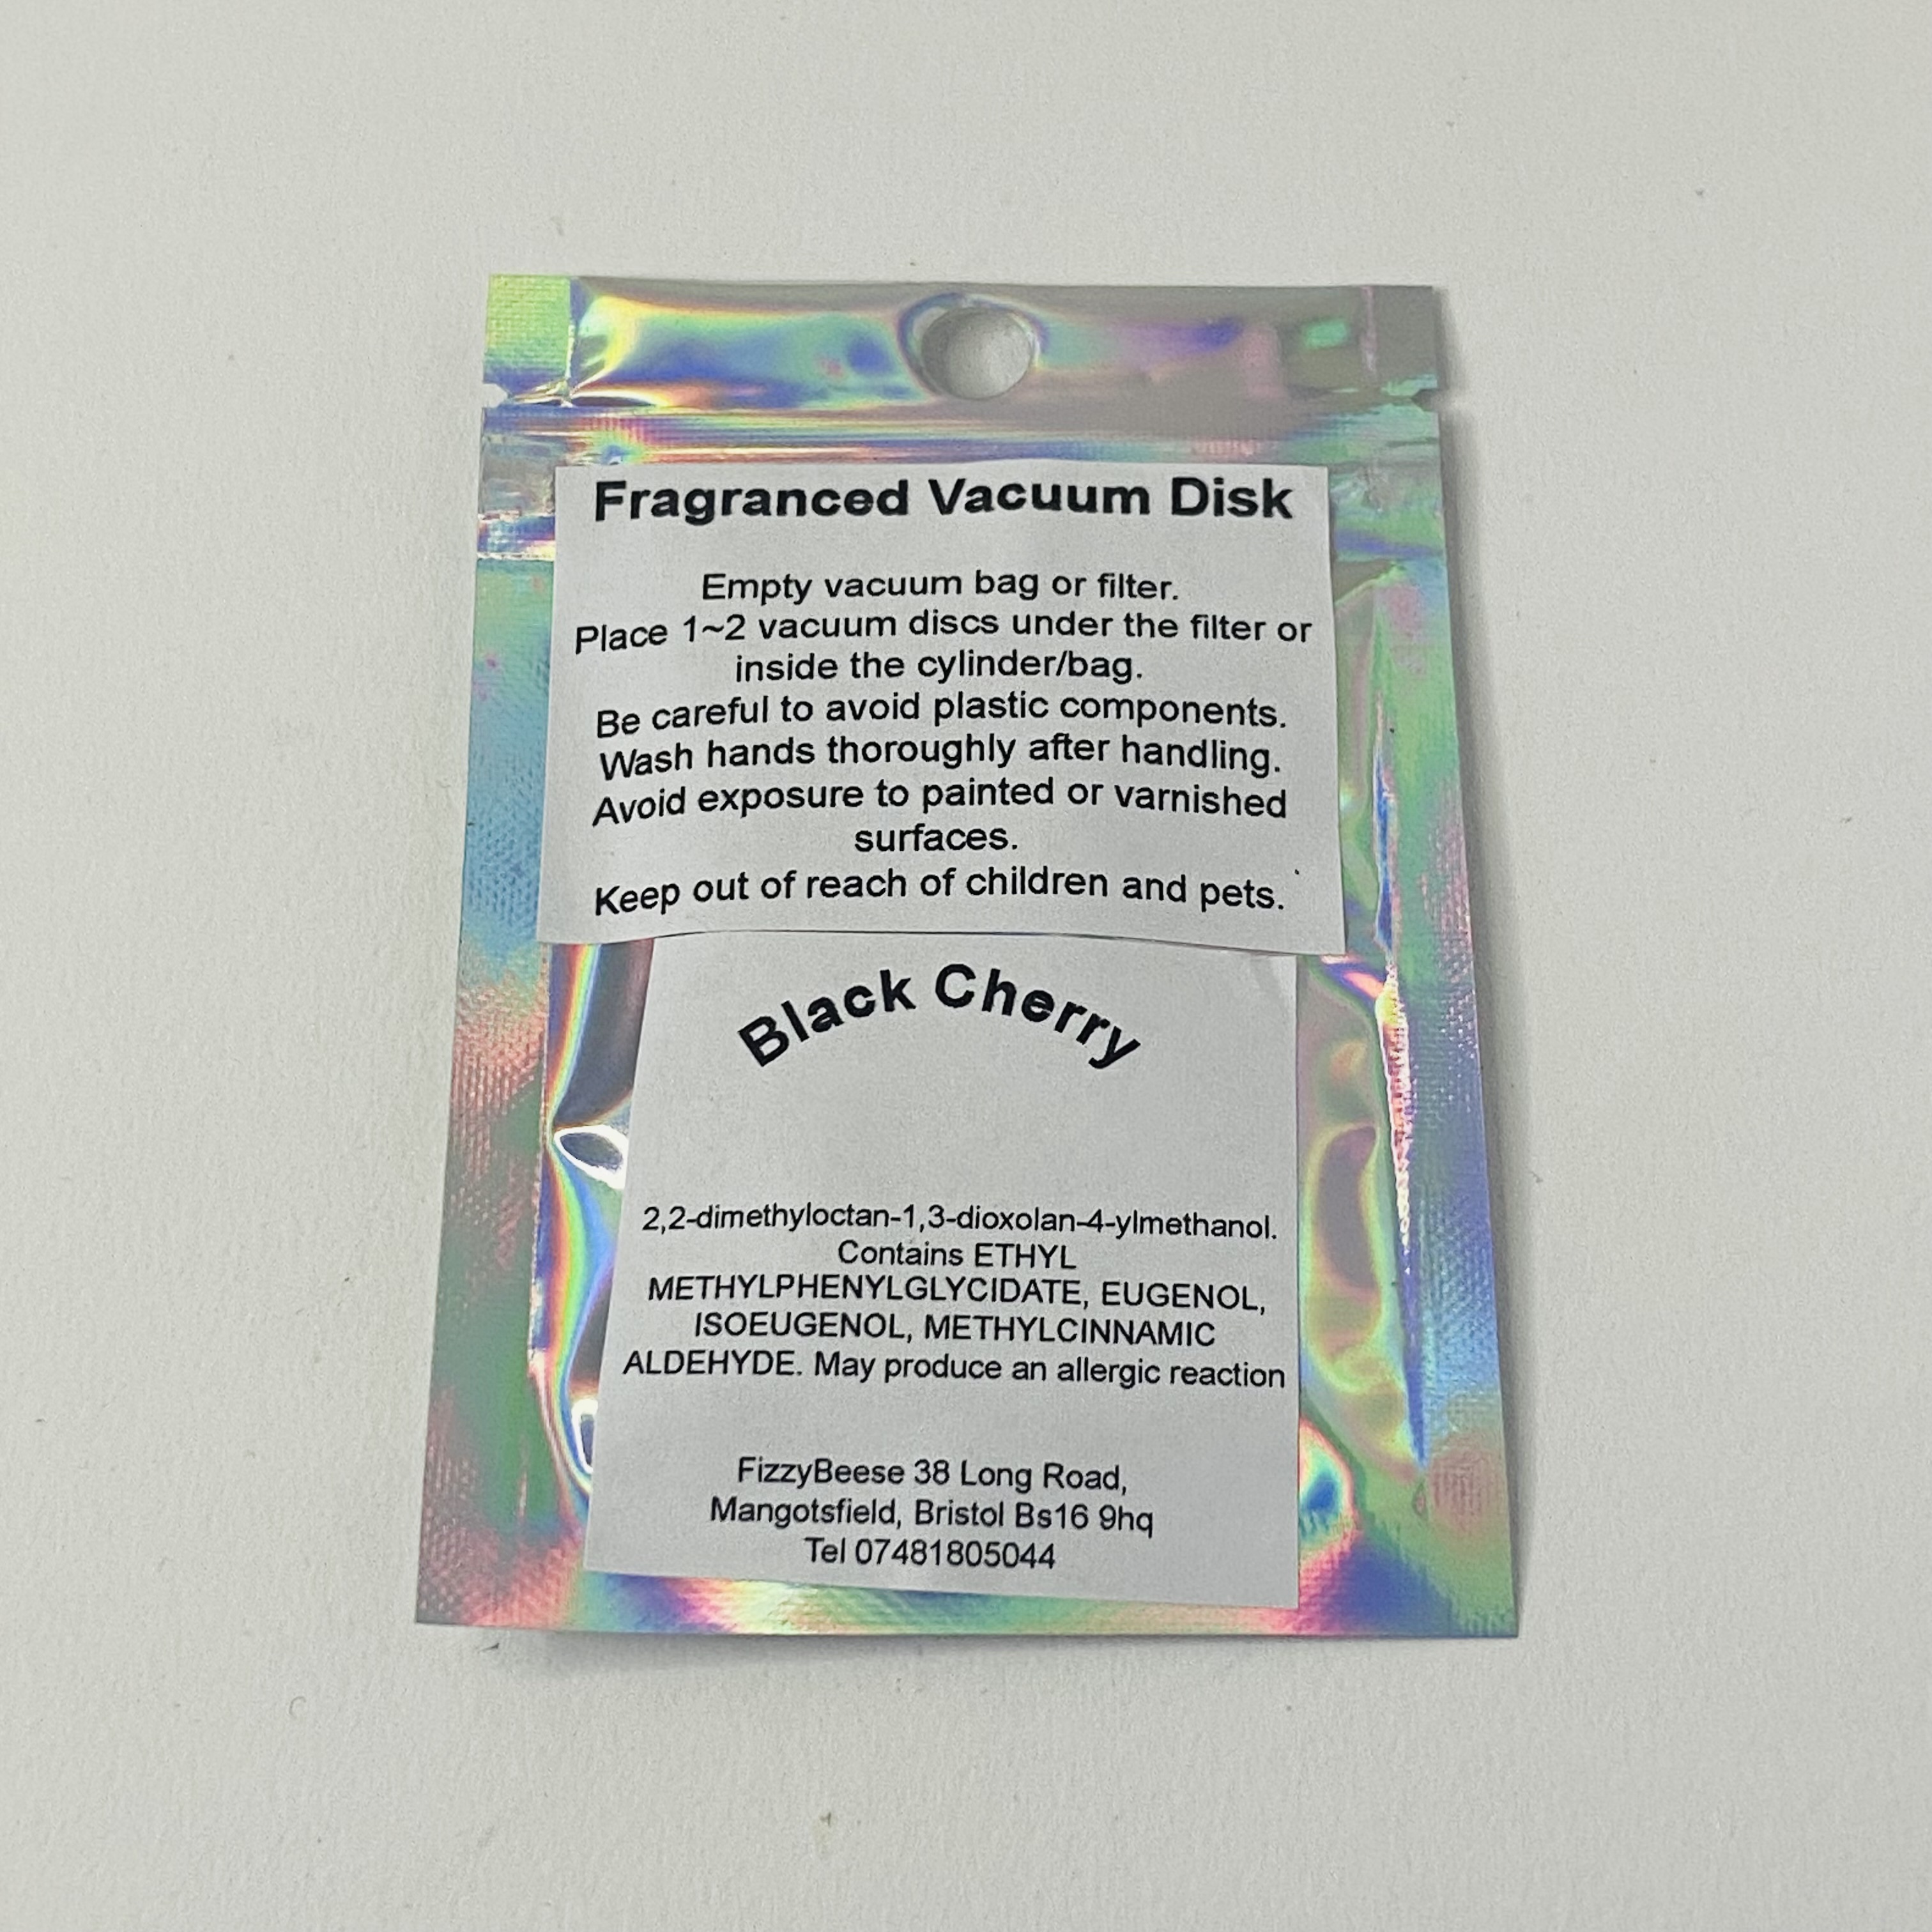 Fragranced Vacuum Disk
Empty vacuum bag or filter.
Place 1~2 vacuum discs under the filter or
inside the cylinder/bag.
Be careful to avoid plastic components.
Wash hands thoroughly after handling.
Avoid exposure to painted or varnished
surfaces.
Keep out of reach of children and pets.
Black Cherry
2,2-dimethyloctan-1,3-dioxolan-4-ylmethanol.
Contains ETHYL
METHYLPHENYLGLYCIDATE, EUGENOL,
ISOEUGENOL, METHYLCINNAMIC
ALDEHYDE. May produce an allergic reaction
FizzyBeese 38 Long Road,
Mangotsfield, Bristol Bs16 9hq
Tel 07481805044